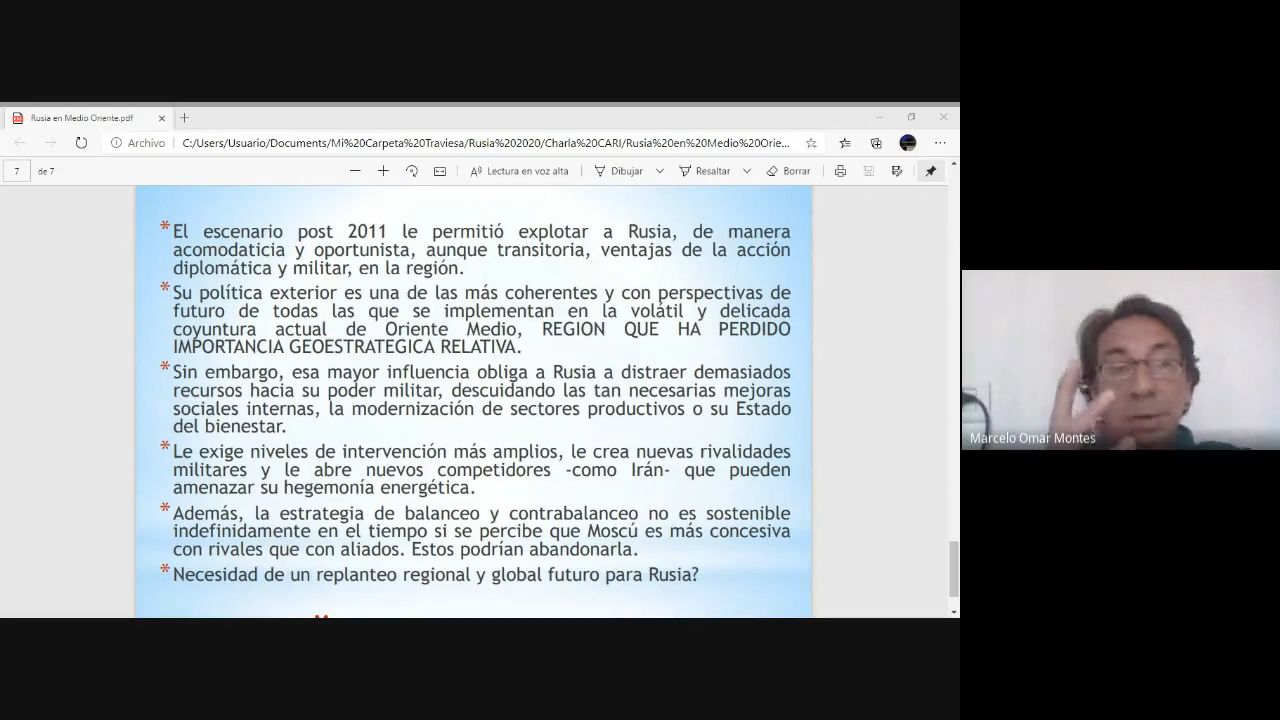 Rusia en Medio Oriente.pdf
Archivo
C:/Users/Usuario/Documents/Mi%20Carpeta%20Traviesa/Rusia%202020/Charla%20CARI/Rusia%20en%20Medio%20Orie...
7
de 7
Lectura en voz alta
Dibujar
Resaltar
Borrar
* El escenario post 2011 le permitió explotar a Rusia, de manera
acomodaticia y oportunista, aunque transitoria, ventajas de la acción
diplomática y militar, en la región.
* Su política exterior es una de las más coherentes y con perspectivas de
futuro de todas las que se implementan en la volátil y delicada
coyuntura actual de Oriente Medio, REGION QUE HA PERDIDO
IMPORTANCIA GEOESTRATEGICA RELATIVA.
* Sin embargo, esa mayor influencia obliga a Rusia a distraer demasiados
recursos hacia su poder militar, descuidando las tan necesarias mejoras
sociales internas, la modernización de sectores productivos o su Estado
del bienestar.
* Le exige niveles de intervención más amplios, le crea nuevas rivalidades
militares y le abre nuevos competidores -como Irán- que pueden
amenazar su hegemonía energética.
* Además, la estrategia de balanceo y contrabalanceo no es sostenible
indefinidamente en el tiempo si se percibe que Moscú es más concesiva
con rivales que con aliados. Estos podrían abandonarla.
* Necesidad de un replanteo regional y global futuro para Rusia?
Marcelo Omar Montes